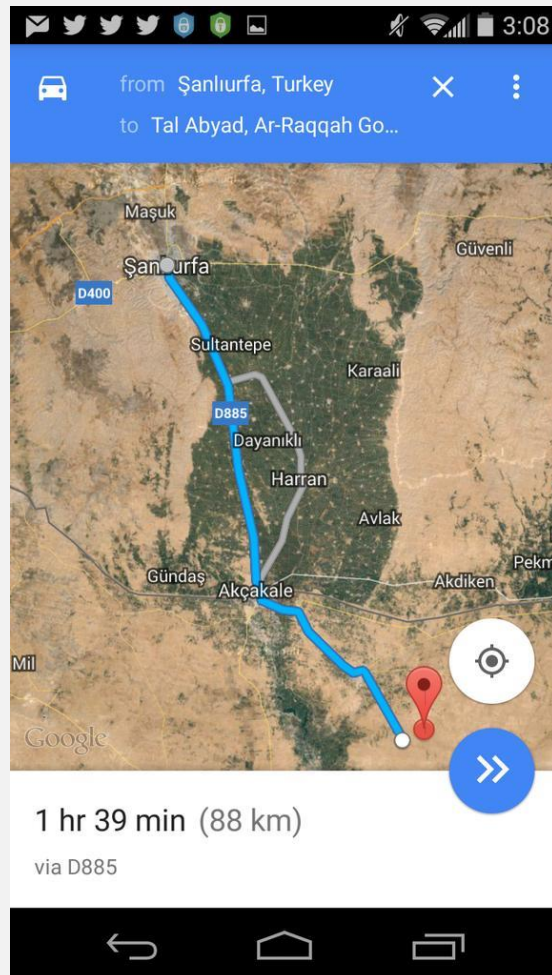 3:08
from Şanlıurfa, Turkey
to Tal Abyad, Ar-Raqqah Go...
Maşuk
Güvenli
Şanlıurfa
D400
Sultantepe
Karaali
D885
Dayanıklı
Harran
Avlak
Gündaş
Akçakale
Akdiken
Pekm
Mil
Google
1 hr 39 min (88 km)
via D885